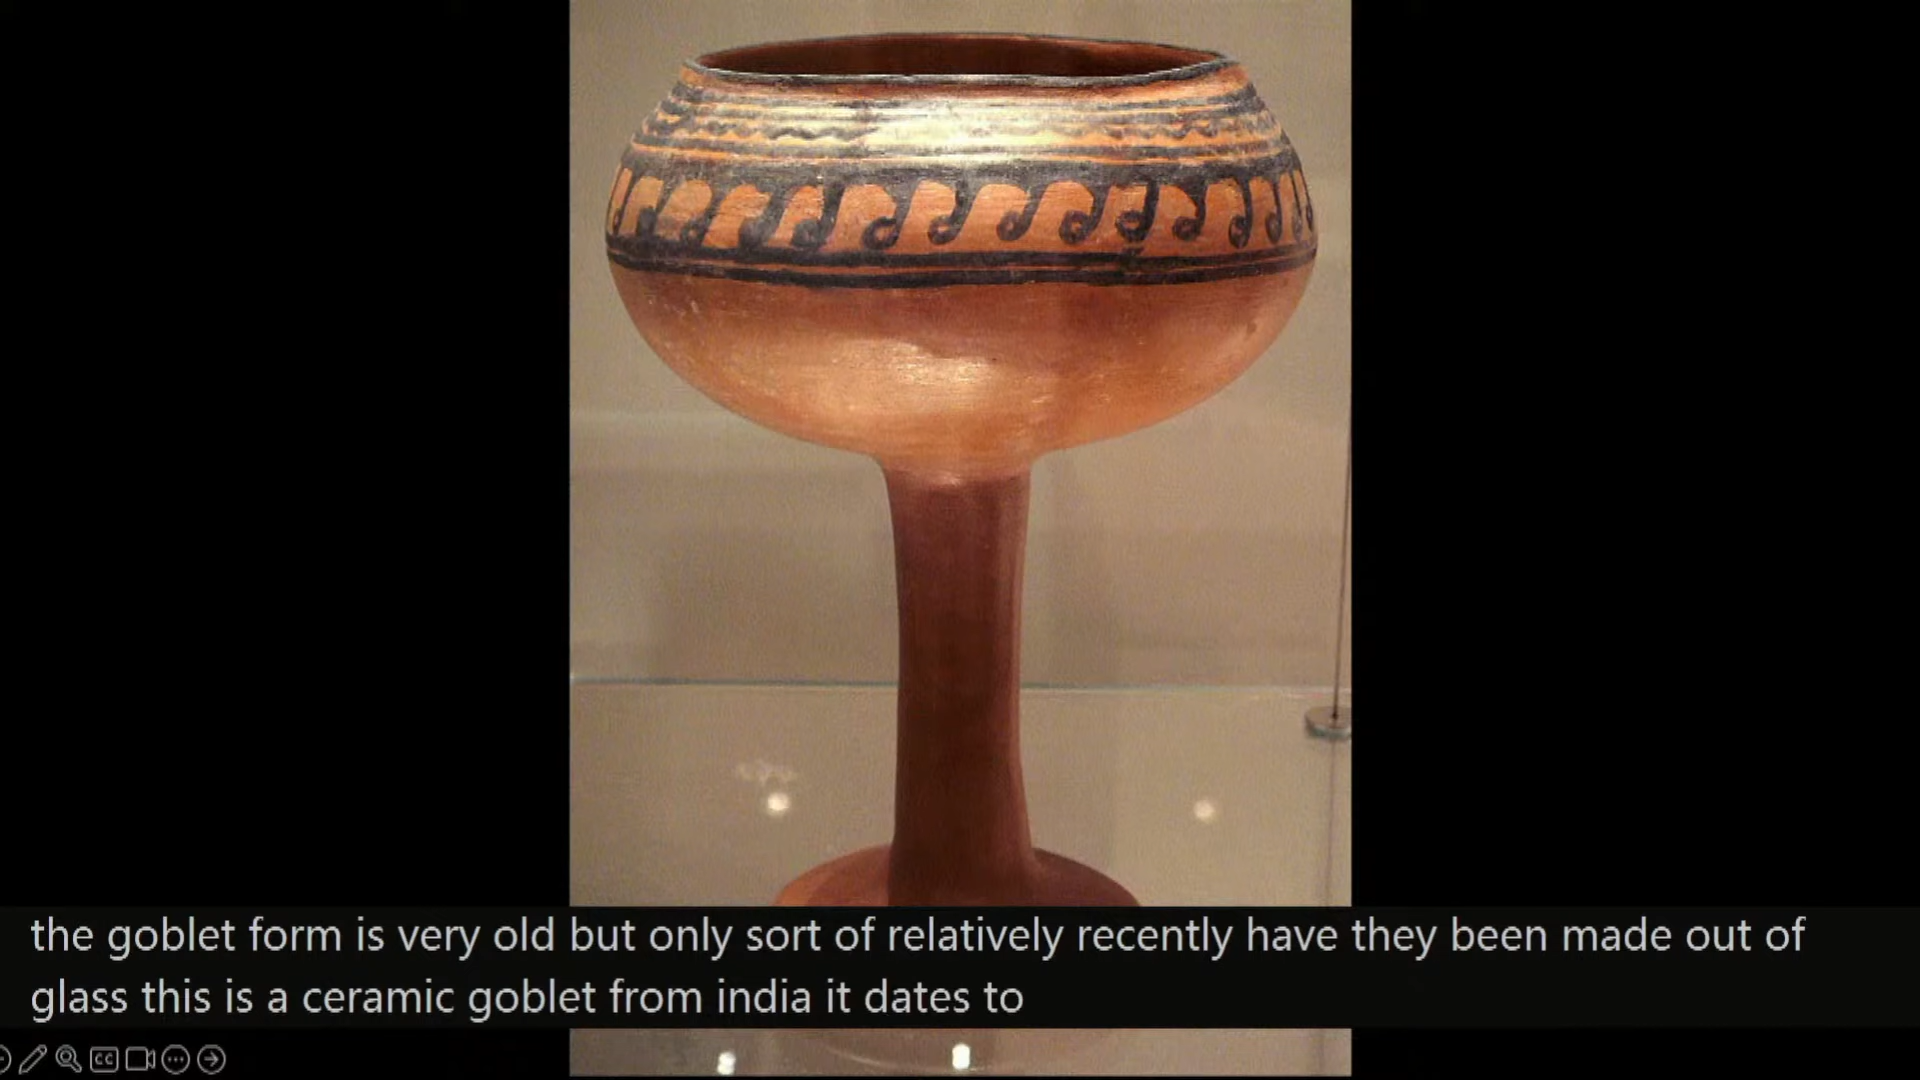 the goblet form is very old but only sort of relatively recently have they been made out of
glass this is a ceramic goblet from india it dates to
CC